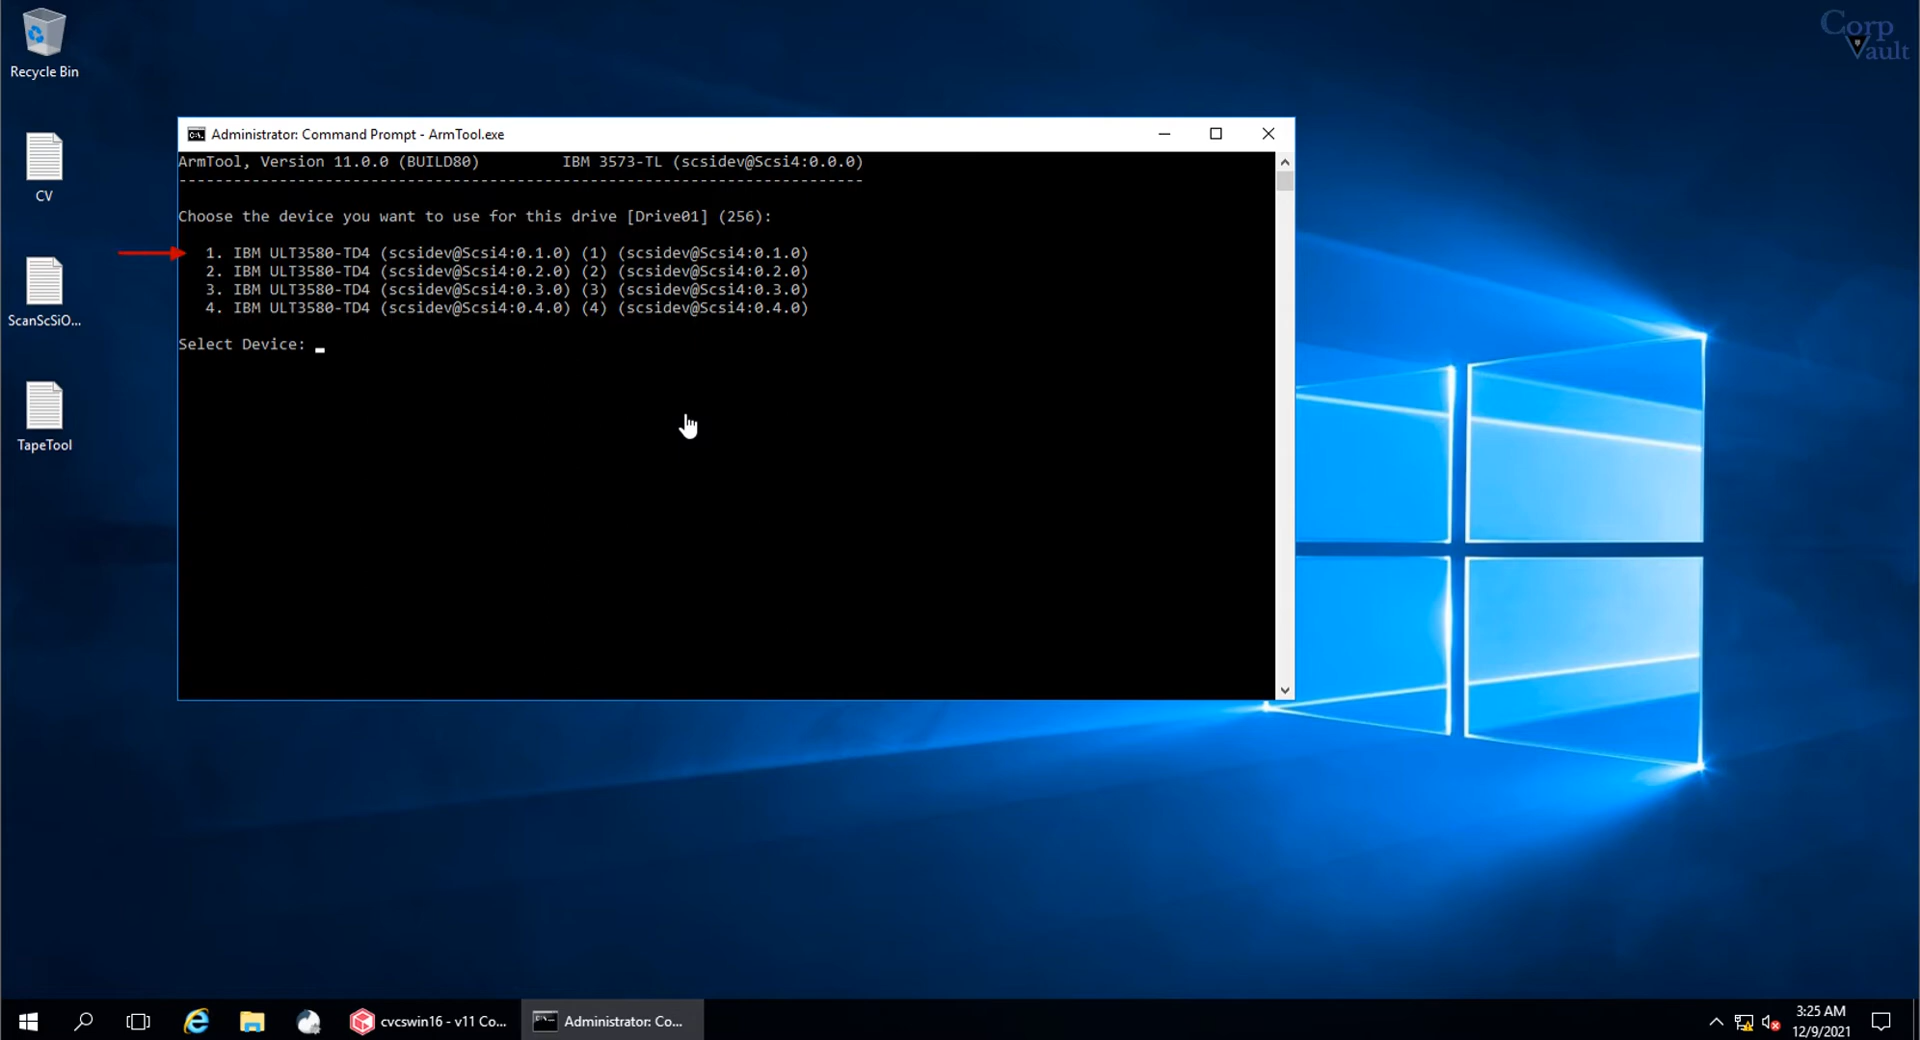 Corp
Vault
Recycle Bin
CV
ScanScSiO...
TapeTool
Administrator: Command Prompt - ArmTool.exe
ArmTool, Version 11.0.0 (BUILD80) IBM 3573-TL (scsidev@Scsi4:0.0.0)
---------------------------------------------------------------------------
Choose the device you want to use for this drive [Drive01] (256):
1. IBM ULT3580-TD4 (scsidev@Scsi4:0.1.0) (1) (scsidev@Scsi4:0.1.0)
2. IBM ULT3580-TD4 (scsidev@Scsi4:0.2.0) (2) (scsidev@Scsi4:0.2.0)
3. IBM ULT3580-TD4 (scsidev@Scsi4:0.3.0) (3) (scsidev@Scsi4:0.3.0)
4. IBM ULT3580-TD4 (scsidev@Scsi4:0.4.0) (4) (scsidev@Scsi4:0.4.0)
Select Device: _
cvcswin16 - v11 Co...
Administrator: Co...
3:25 AM
12/9/2021